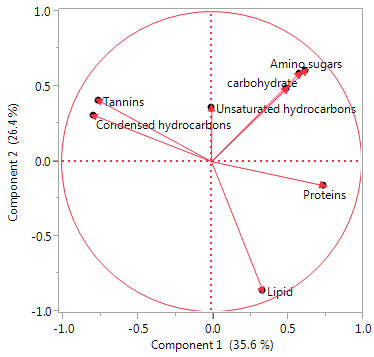 1.0
Amino sugars
carbohydrate
0.5
Tannins
Unsaturated hydrocarbons
Condensed hydrocarbons
Component 2 (26.4 %)
0.0
Proteins
-0.5
Lipid
-1.0
-1.0 -0.5 0.0 0.5 1.0
Component 1 (35.6 %)